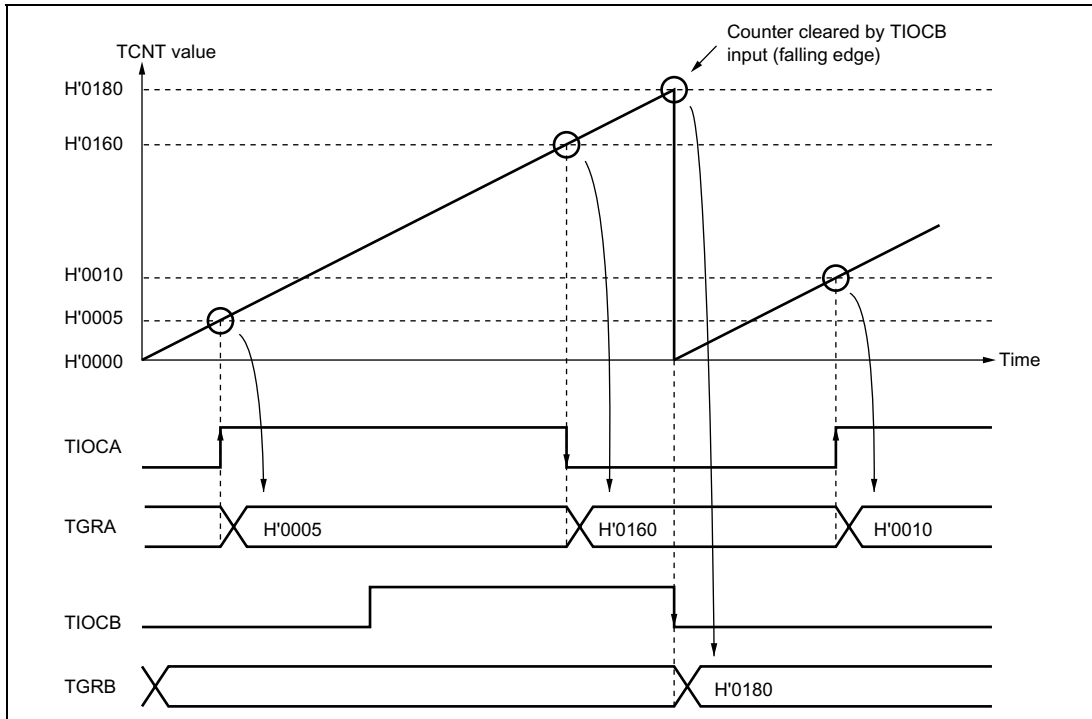 Counter cleared by TIOCB
input (falling edge)
TCNT value
H'0180
H'0160
H'0010
H'0005
H'0000
Time
TIOCA
TGRA
H'0005
H'0160
H'0010
TIOCB
TGRB
H'0180